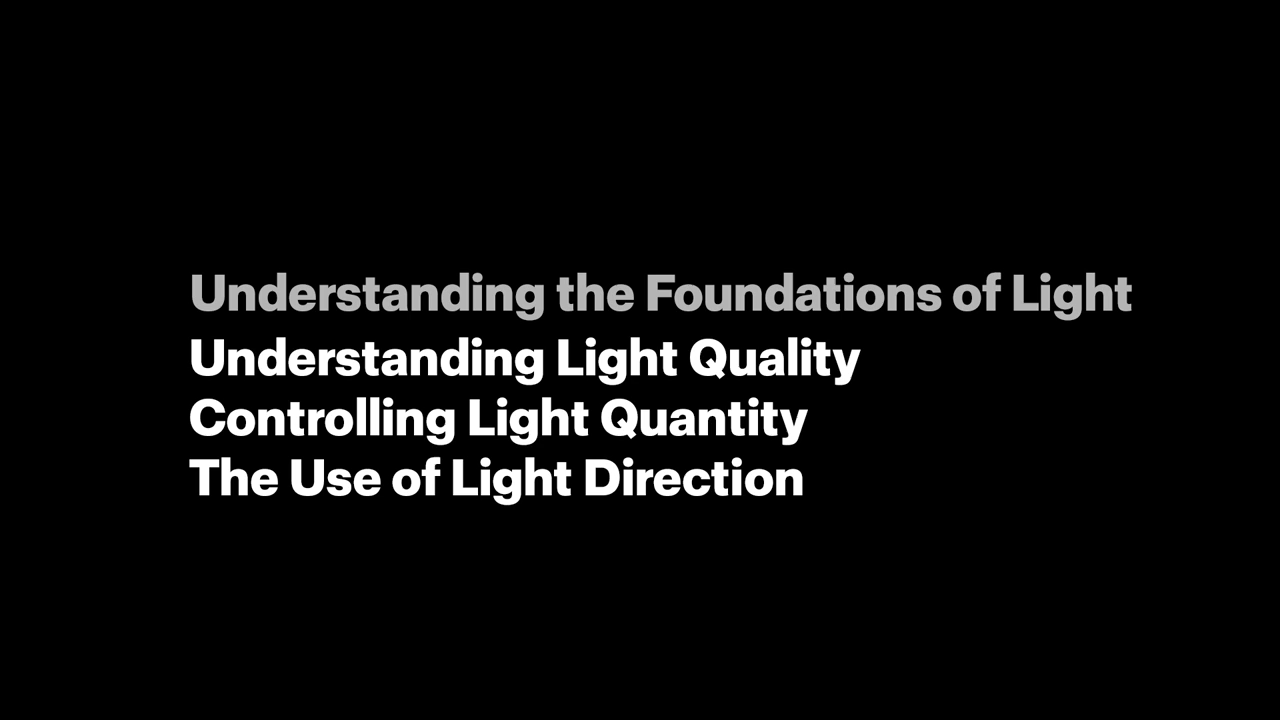 Understanding the Foundations of Light
Understanding Light Quality
Controlling Light Quantity
The Use of Light Direction